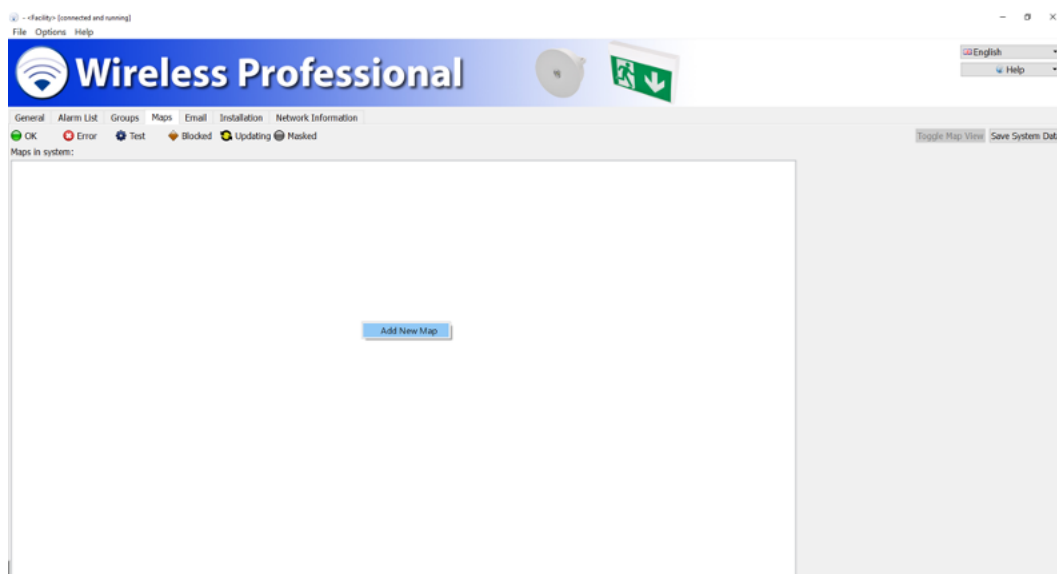 - <Facility> [connected and running]
File Options Help
Wireless Professional
English
Help
General Alarm List Groups Maps Email Installation Network Information
OK Error Test Blocked Updating Masked
Toggle Map View Save System Dat
Maps in system:
Add New Map